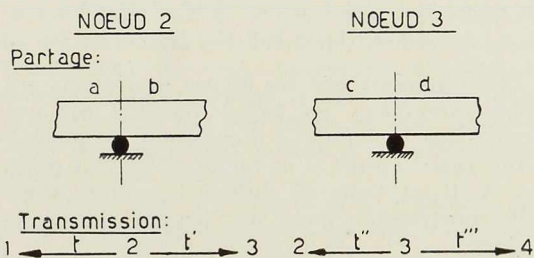 NOEUD 2 NOEUD 3
Partage:
a b c d
Transmission:
1 t 2 t' 3 2 t'' 3 t''' 4